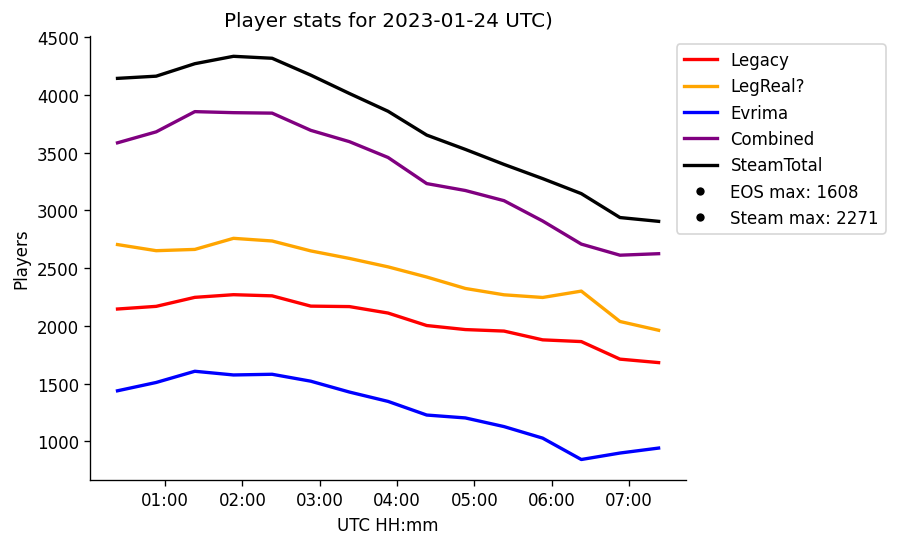 Player stats for 2023-01-24 UTC)
4500
4000
3500
3000
2500
2000
1500
1000
Players
01:00 02:00 03:00 04:00 05:00 06:00 07:00
UTC HH:mm
Legacy
LegReal?
Evrima
Combined
SteamTotal
EOS max: 1608
Steam max: 2271